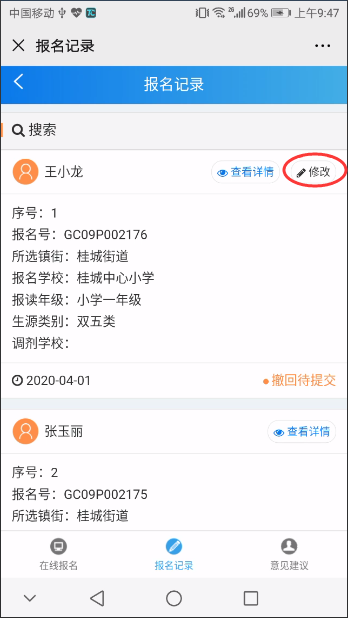 中国移动 2G 69% 上午9:47
报名记录
报名记录
搜索
王小龙 查看详情 修改
序号：1
报名号：GC09P002176
所选镇街：桂城街道
报名学校：桂城中心小学
报读年级：小学一年级
生源类别：双五类
调剂学校：
2020-04-01 撤回待提交
张玉丽 查看详情
序号：2
报名号：GC09P002175
所选镇街：桂城街道
在线报名 报名记录 意见建议